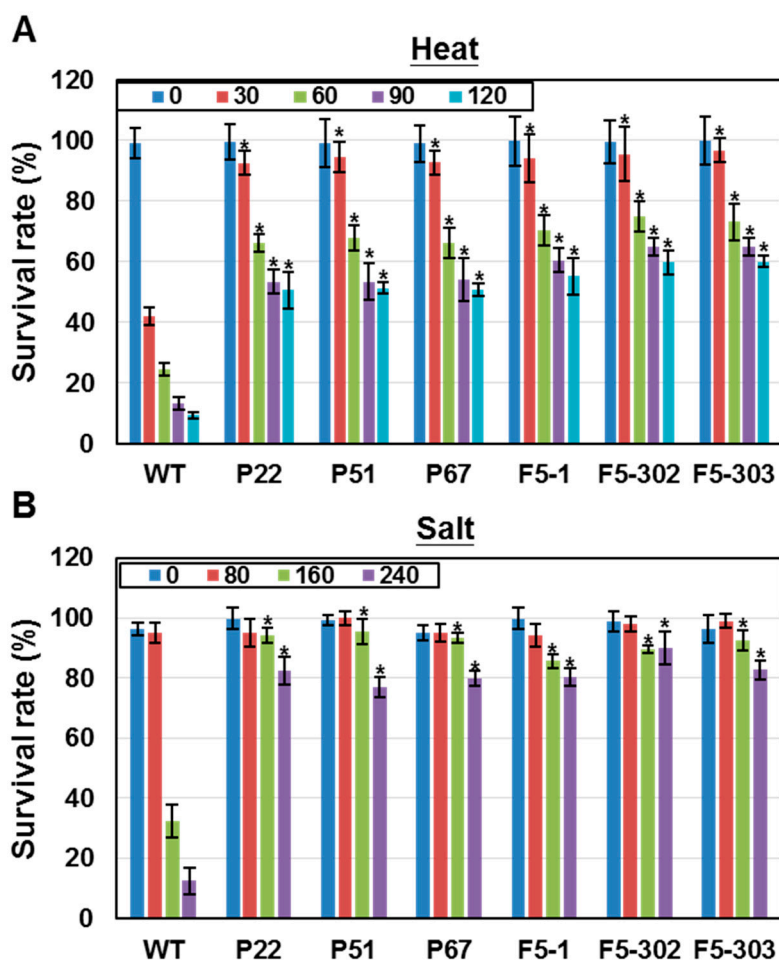 A
Heat
120
0 30 60 90 120
100
80
60
40
20
0
Survival rate (%)
* * * * * * * * * * * * * * * * * * * * * * * *
WT P22 P51 P67 F5-1 F5-302 F5-303
B
Salt
120
0 80 160 240
100
80
60
40
20
0
Survival rate (%)
* * * * * * * * * * * *
WT P22 P51 P67 F5-1 F5-302 F5-303